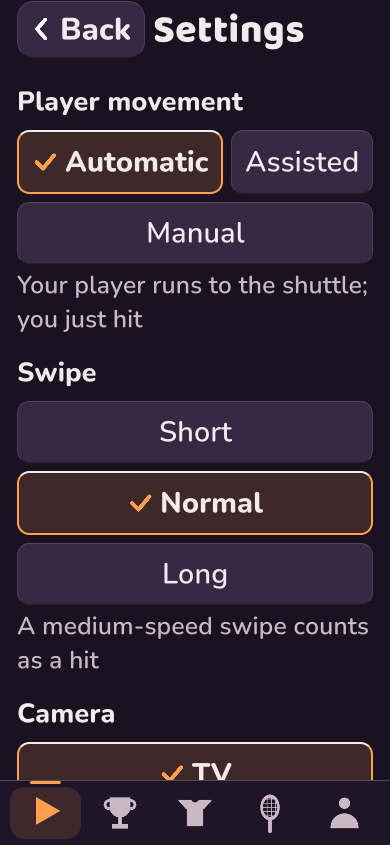 Back Settings
Player movement
Automatic Assisted
Manual
Your player runs to the shuttle;
you just hit
Swipe
Short
Normal
Long
A medium-speed swipe counts
as a hit
Camera
TV